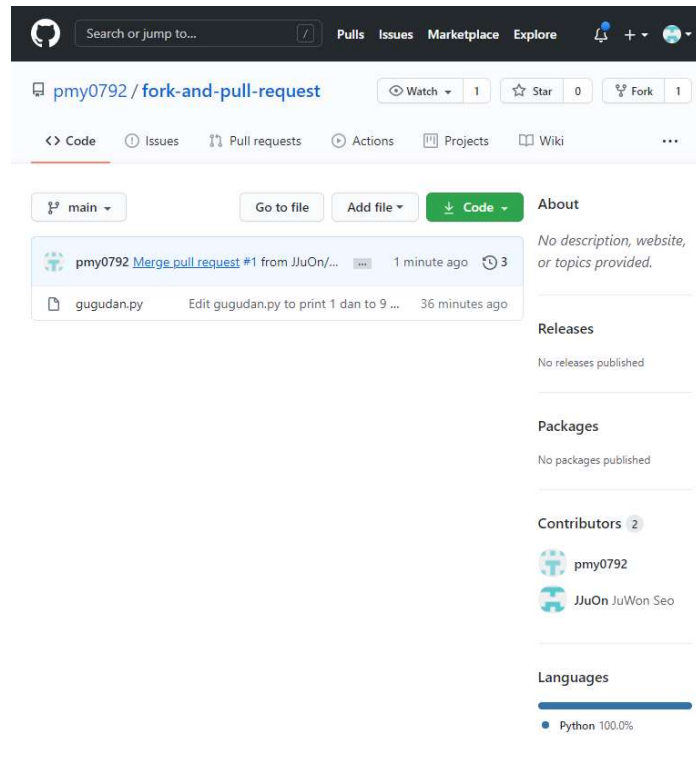 Search or jump to... /
Pulls Issues Marketplace Explore
pmy0792 / fork-and-pull-request
Watch 1 Star 0 Fork 1
Code Issues Pull requests Actions Projects Wiki ...
main Go to file Add file Code
pmy0792 Merge pull request #1 from JJuOn/... ... 1 minute ago 3
gugudan.py Edit gugudan.py to print 1 dan to 9 ... 36 minutes ago
About
No description, website,
or topics provided.
Releases
No releases published
Packages
No packages published
Contributors 2
pmy0792
JJuOn JuWon Seo
Languages
Python 100.0%